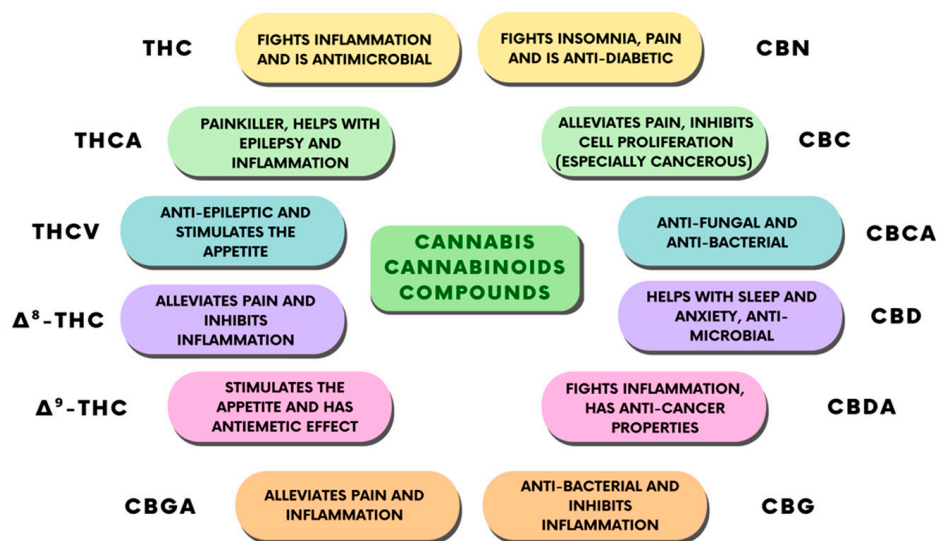 THC
FIGHTS INFLAMMATION
AND IS ANTIMICROBIAL
FIGHTS INSOMNIA, PAIN
AND IS ANTI-DIABETIC
CBN
THCA
PAINKILLER, HELPS WITH
EPILEPSY AND
INFLAMMATION
ALLEVIATES PAIN, INHIBITS
CELL PROLIFERATION
(ESPECIALLY CANCEROUS)
CBC
THCV
ANTI-EPILEPTIC AND
STIMULATES THE
APPETITE
CANNABIS
CANNABINOIDS
COMPOUNDS
ANTI-FUNGAL AND
ANTI-BACTERIAL
CBCA
Δ⁸-THC
ALLEVIATES PAIN AND
INHIBITS
INFLAMMATION
HELPS WITH SLEEP AND
ANXIETY, ANTI-
MICROBIAL
CBD
Δ⁹-THC
STIMULATES THE
APPETITE AND HAS
ANTIEMETIC EFFECT
FIGHTS INFLAMMATION,
HAS ANTI-CANCER
PROPERTIES
CBDA
CBGA
ALLEVIATES PAIN AND
INFLAMMATION
ANTI-BACTERIAL AND
INHIBITS
INFLAMMATION
CBG